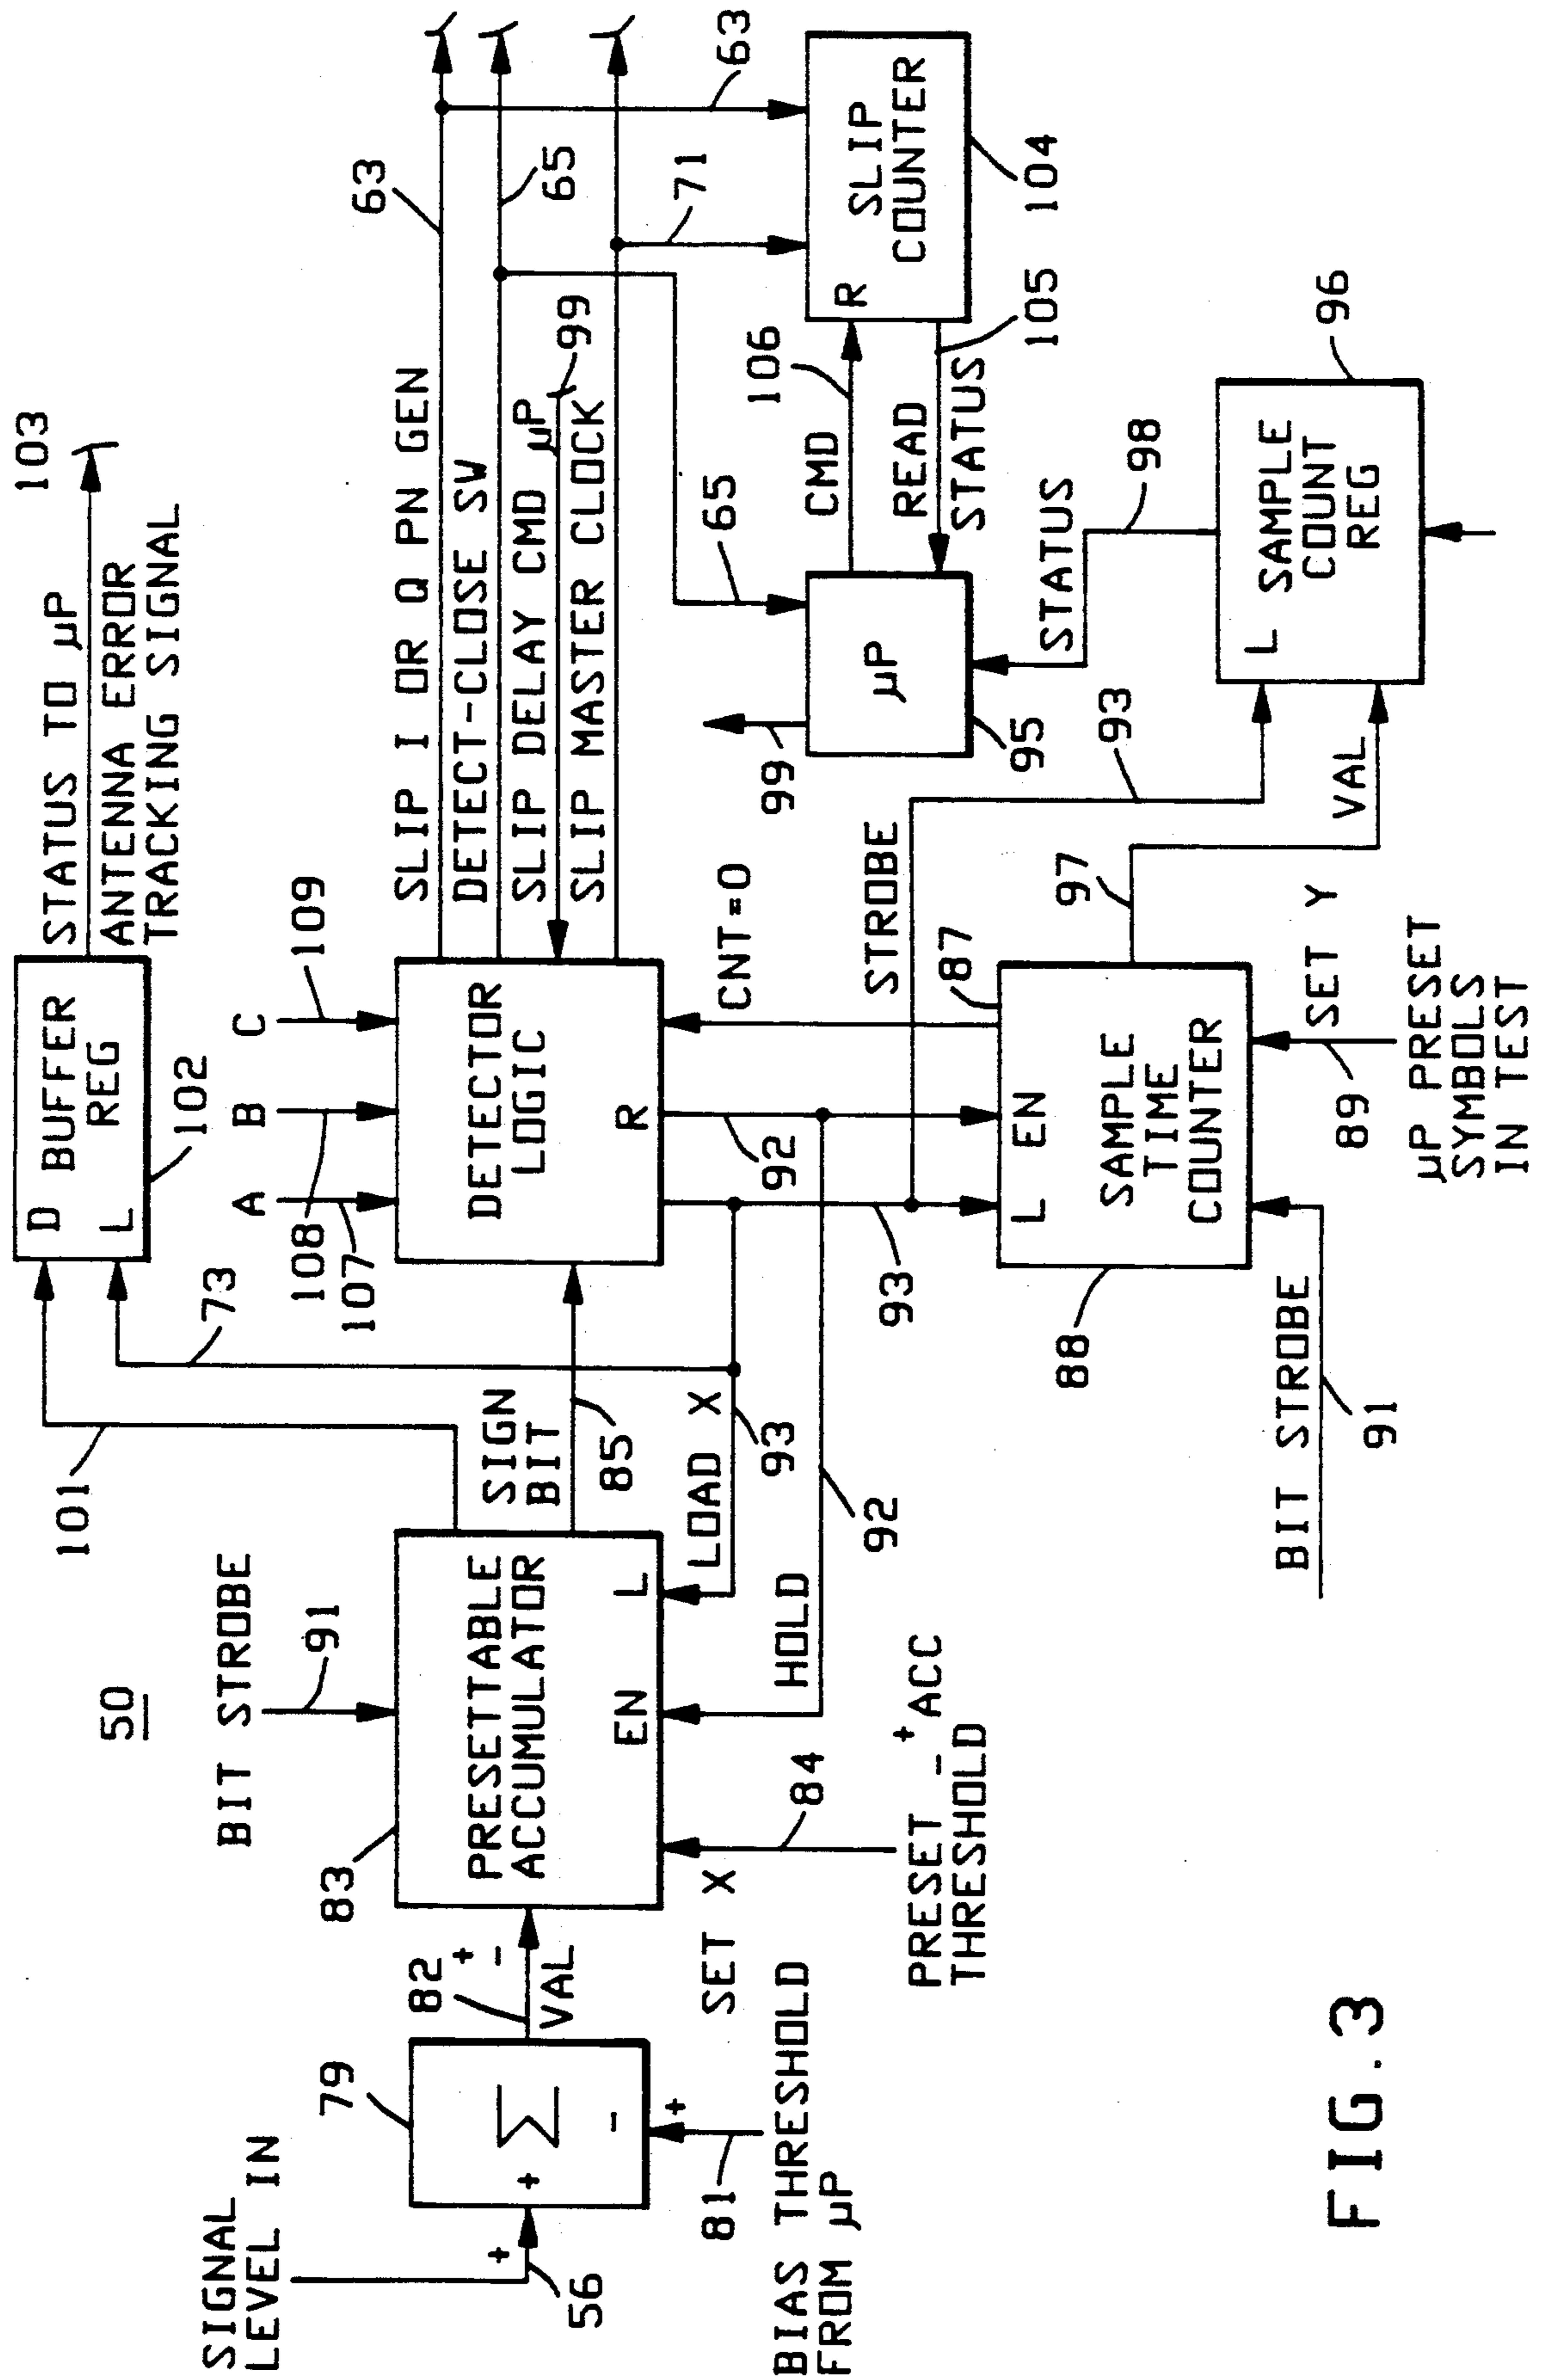 50
SIGNAL
LEVEL IN
+
56
79
+
Σ
-
+
81
BIAS THRESHOLD
FROM µP
82
+
-
VAL
BIT STROBE
91
83
PRESETTABLE
ACCUMULATOR
EN
L
SET X
84
PRESET +- ACC
THRESHOLD
HOLD
92
LOAD X
93
SIGN
BIT
85
101
73
D
L
BUFFER
REG
102
STATUS TO µP
103
ANTENNA ERROR
TRACKING SIGNAL
A
B
C
107
108
109
DETECTOR
LOGIC
R
SLIP I OR Q PN GEN
63
DETECT-CLOSE SW
65
SLIP DELAY CMD µP
99
SLIP MASTER CLOCK
71
63
92
93
CNT=0
87
STROBE
93
L
EN
SAMPLE
TIME
COUNTER
88
BIT STROBE
91
89
SET Y
µP PRESET
SYMBOLS
IN TEST
97
VAL
99
µP
95
65
CMD
106
READ
STATUS
105
R
SLIP
COUNTER
104
STATUS
98
L
SAMPLE
COUNT
REG
96
FIG.3